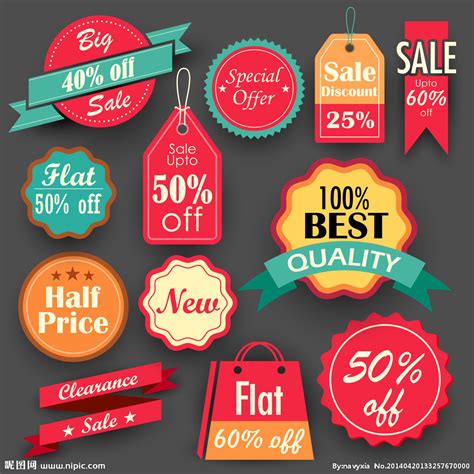 Big
40% off
Sale
Special
Offer
Sale
Discount
25%
SALE
Upto
60%
off
Flat
50% off
Sale
Upto
50%
off
100%
BEST
QUALITY
Half
Price
New
Clearance
Sale
Flat
60% off
50%
off
昵图网 www.nipic.com
By:navyxia No.20140420133257670000